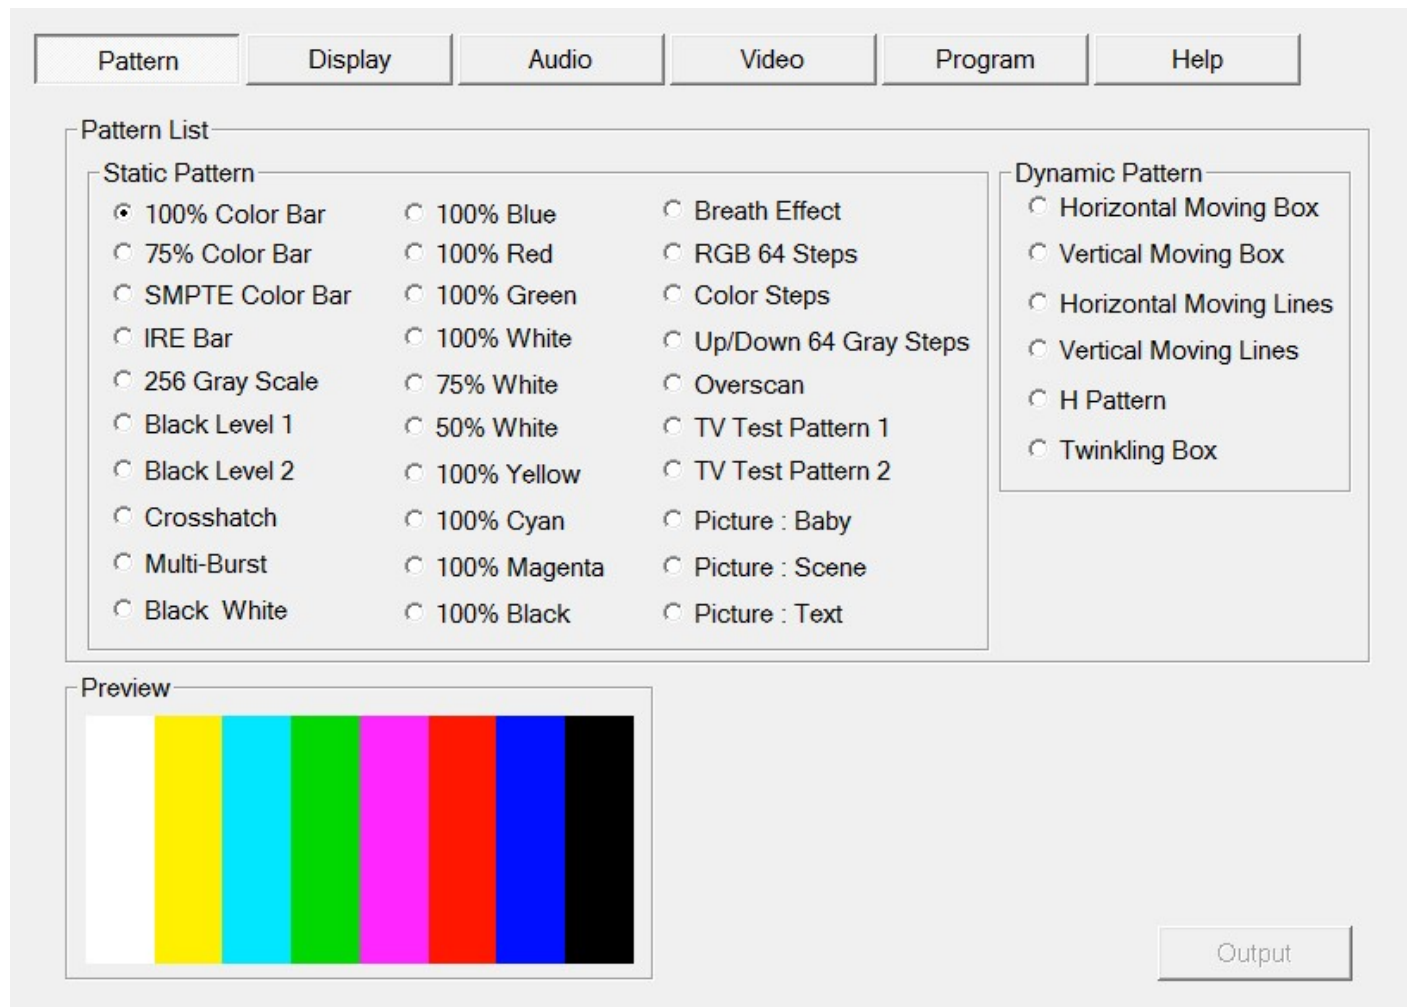 Pattern
Display
Audio
Video
Program
Help
Pattern List
Static Pattern
100% Color Bar
75% Color Bar
SMPTE Color Bar
IRE Bar
256 Gray Scale
Black Level 1
Black Level 2
Crosshatch
Multi-Burst
Black  White
100% Blue
100% Red
100% Green
100% White
75% White
50% White
100% Yellow
100% Cyan
100% Magenta
100% Black
Breath Effect
RGB 64 Steps
Color Steps
Up/Down 64 Gray Steps
Overscan
TV Test Pattern 1
TV Test Pattern 2
Picture : Baby
Picture : Scene
Picture : Text
Dynamic Pattern
Horizontal Moving Box
Vertical Moving Box
Horizontal Moving Lines
Vertical Moving Lines
H Pattern
Twinkling Box
Preview
Output